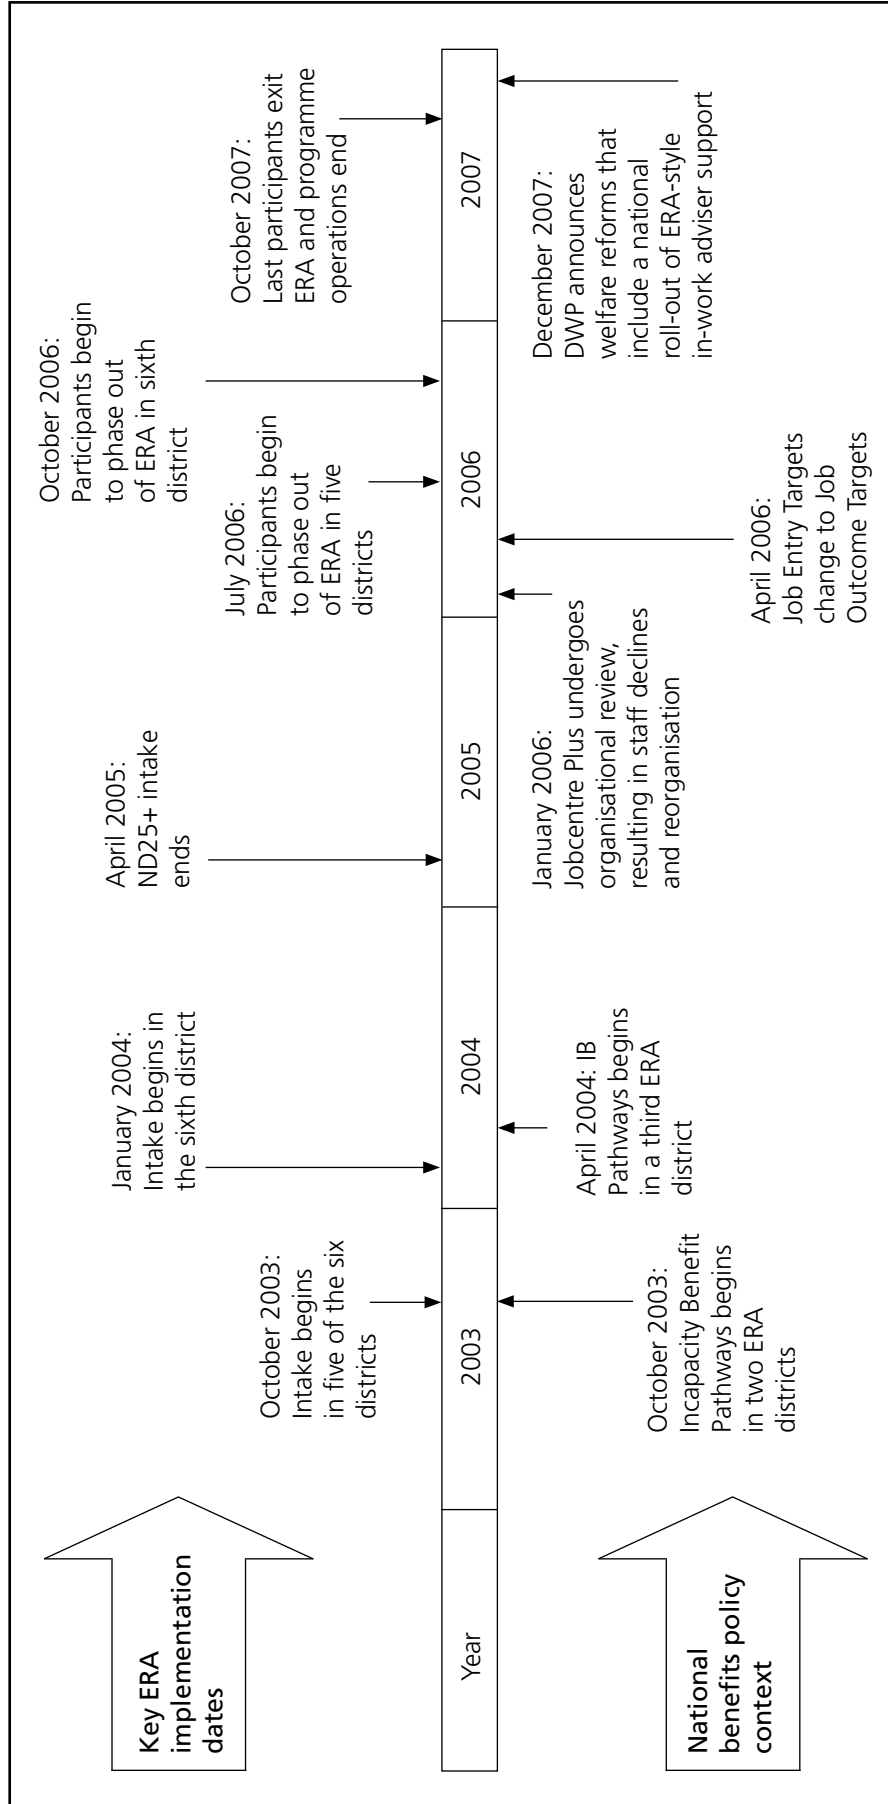 Key ERA
implementation
dates
October 2003:
Intake begins
in five of the six
districts
January 2004:
Intake begins in
the sixth district
April 2005:
ND25+ intake
ends
July 2006:
Participants begin
to phase out
of ERA in five
districts
October 2006:
Participants begin
to phase out
of ERA in sixth
district
October 2007:
Last participants exit
ERA and programme
operations end
Year
2003
2004
2005
2006
2007
National
benefits policy
context
October 2003:
Incapacity Benefit
Pathways begins
in two ERA
districts
April 2004: IB
Pathways begins
in a third ERA
district
January 2006:
Jobcentre Plus undergoes
organisational review,
resulting in staff declines
and reorganisation
April 2006:
Job Entry Targets
change to Job
Outcome Targets
December 2007:
DWP announces
welfare reforms that
include a national
roll-out of ERA-style
in-work adviser support